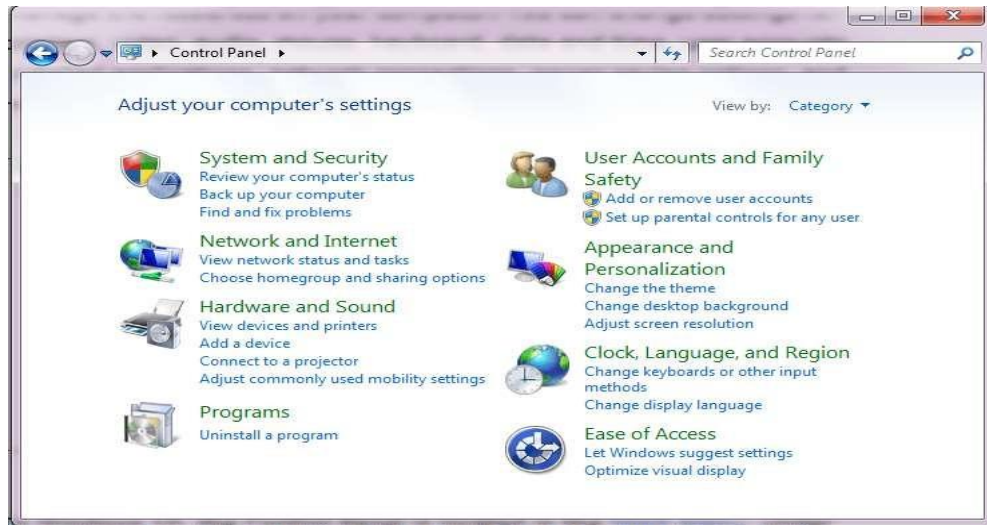 Control Panel
Search Control Panel
Adjust your computer's settings
View by: Category
System and Security
Review your computer's status
Back up your computer
Find and fix problems
Network and Internet
View network status and tasks
Choose homegroup and sharing options
Hardware and Sound
View devices and printers
Add a device
Connect to a projector
Adjust commonly used mobility settings
Programs
Uninstall a program
User Accounts and Family
Safety
Add or remove user accounts
Set up parental controls for any user
Appearance and
Personalization
Change the theme
Change desktop background
Adjust screen resolution
Clock, Language, and Region
Change keyboards or other input
methods
Change display language
Ease of Access
Let Windows suggest settings
Optimize visual display